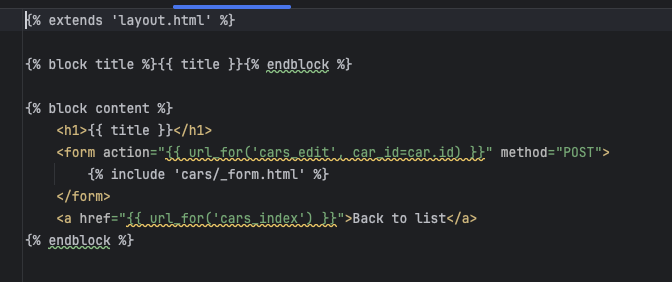 {% extends 'layout.html' %}
{% block title %}{{ title }}{% endblock %}
{% block content %}
<h1>{{ title }}</h1>
<form action="{{ url_for('cars_edit', car_id=car.id) }}" method="POST">
{% include 'cars/_form.html' %}
</form>
<a href="{{ url_for('cars_index') }}">Back to list</a>
{% endblock %}